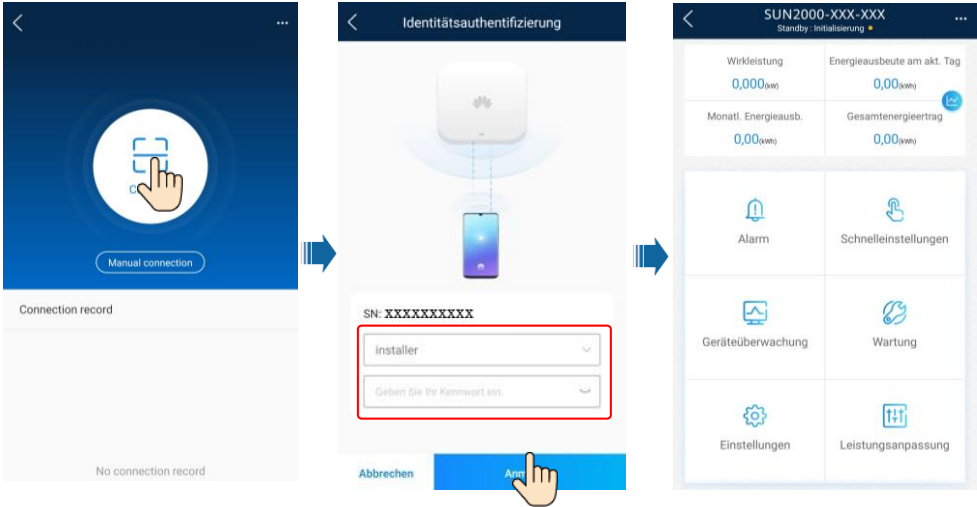 Manual connection
Connection record
No connection record
Identitätsauthentifizierung
SN: XXXXXXXXXX
installer
Geben Sie Ihr Kennwort ein.
Abbrechen
SUN2000-XXX-XXX
Standby : Initialisierung
Wirkleistung
0,000(kW)
Energieausbeute am akt. Tag
0,00(kWh)
Monatl. Energieausb.
0,00(kWh)
Gesamtenergieertrag
0,00(kWh)
Alarm
Schnelleinstellungen
Geräteüberwachung
Wartung
Einstellungen
Leistungsanpassung